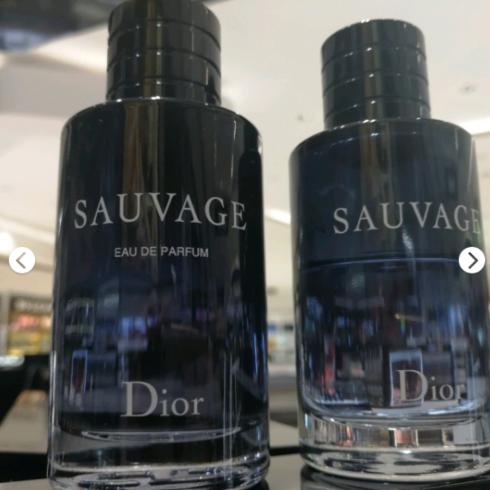 SAUVAGE
EAU DE PARFUM
Dior
SAUVAGE
Dior